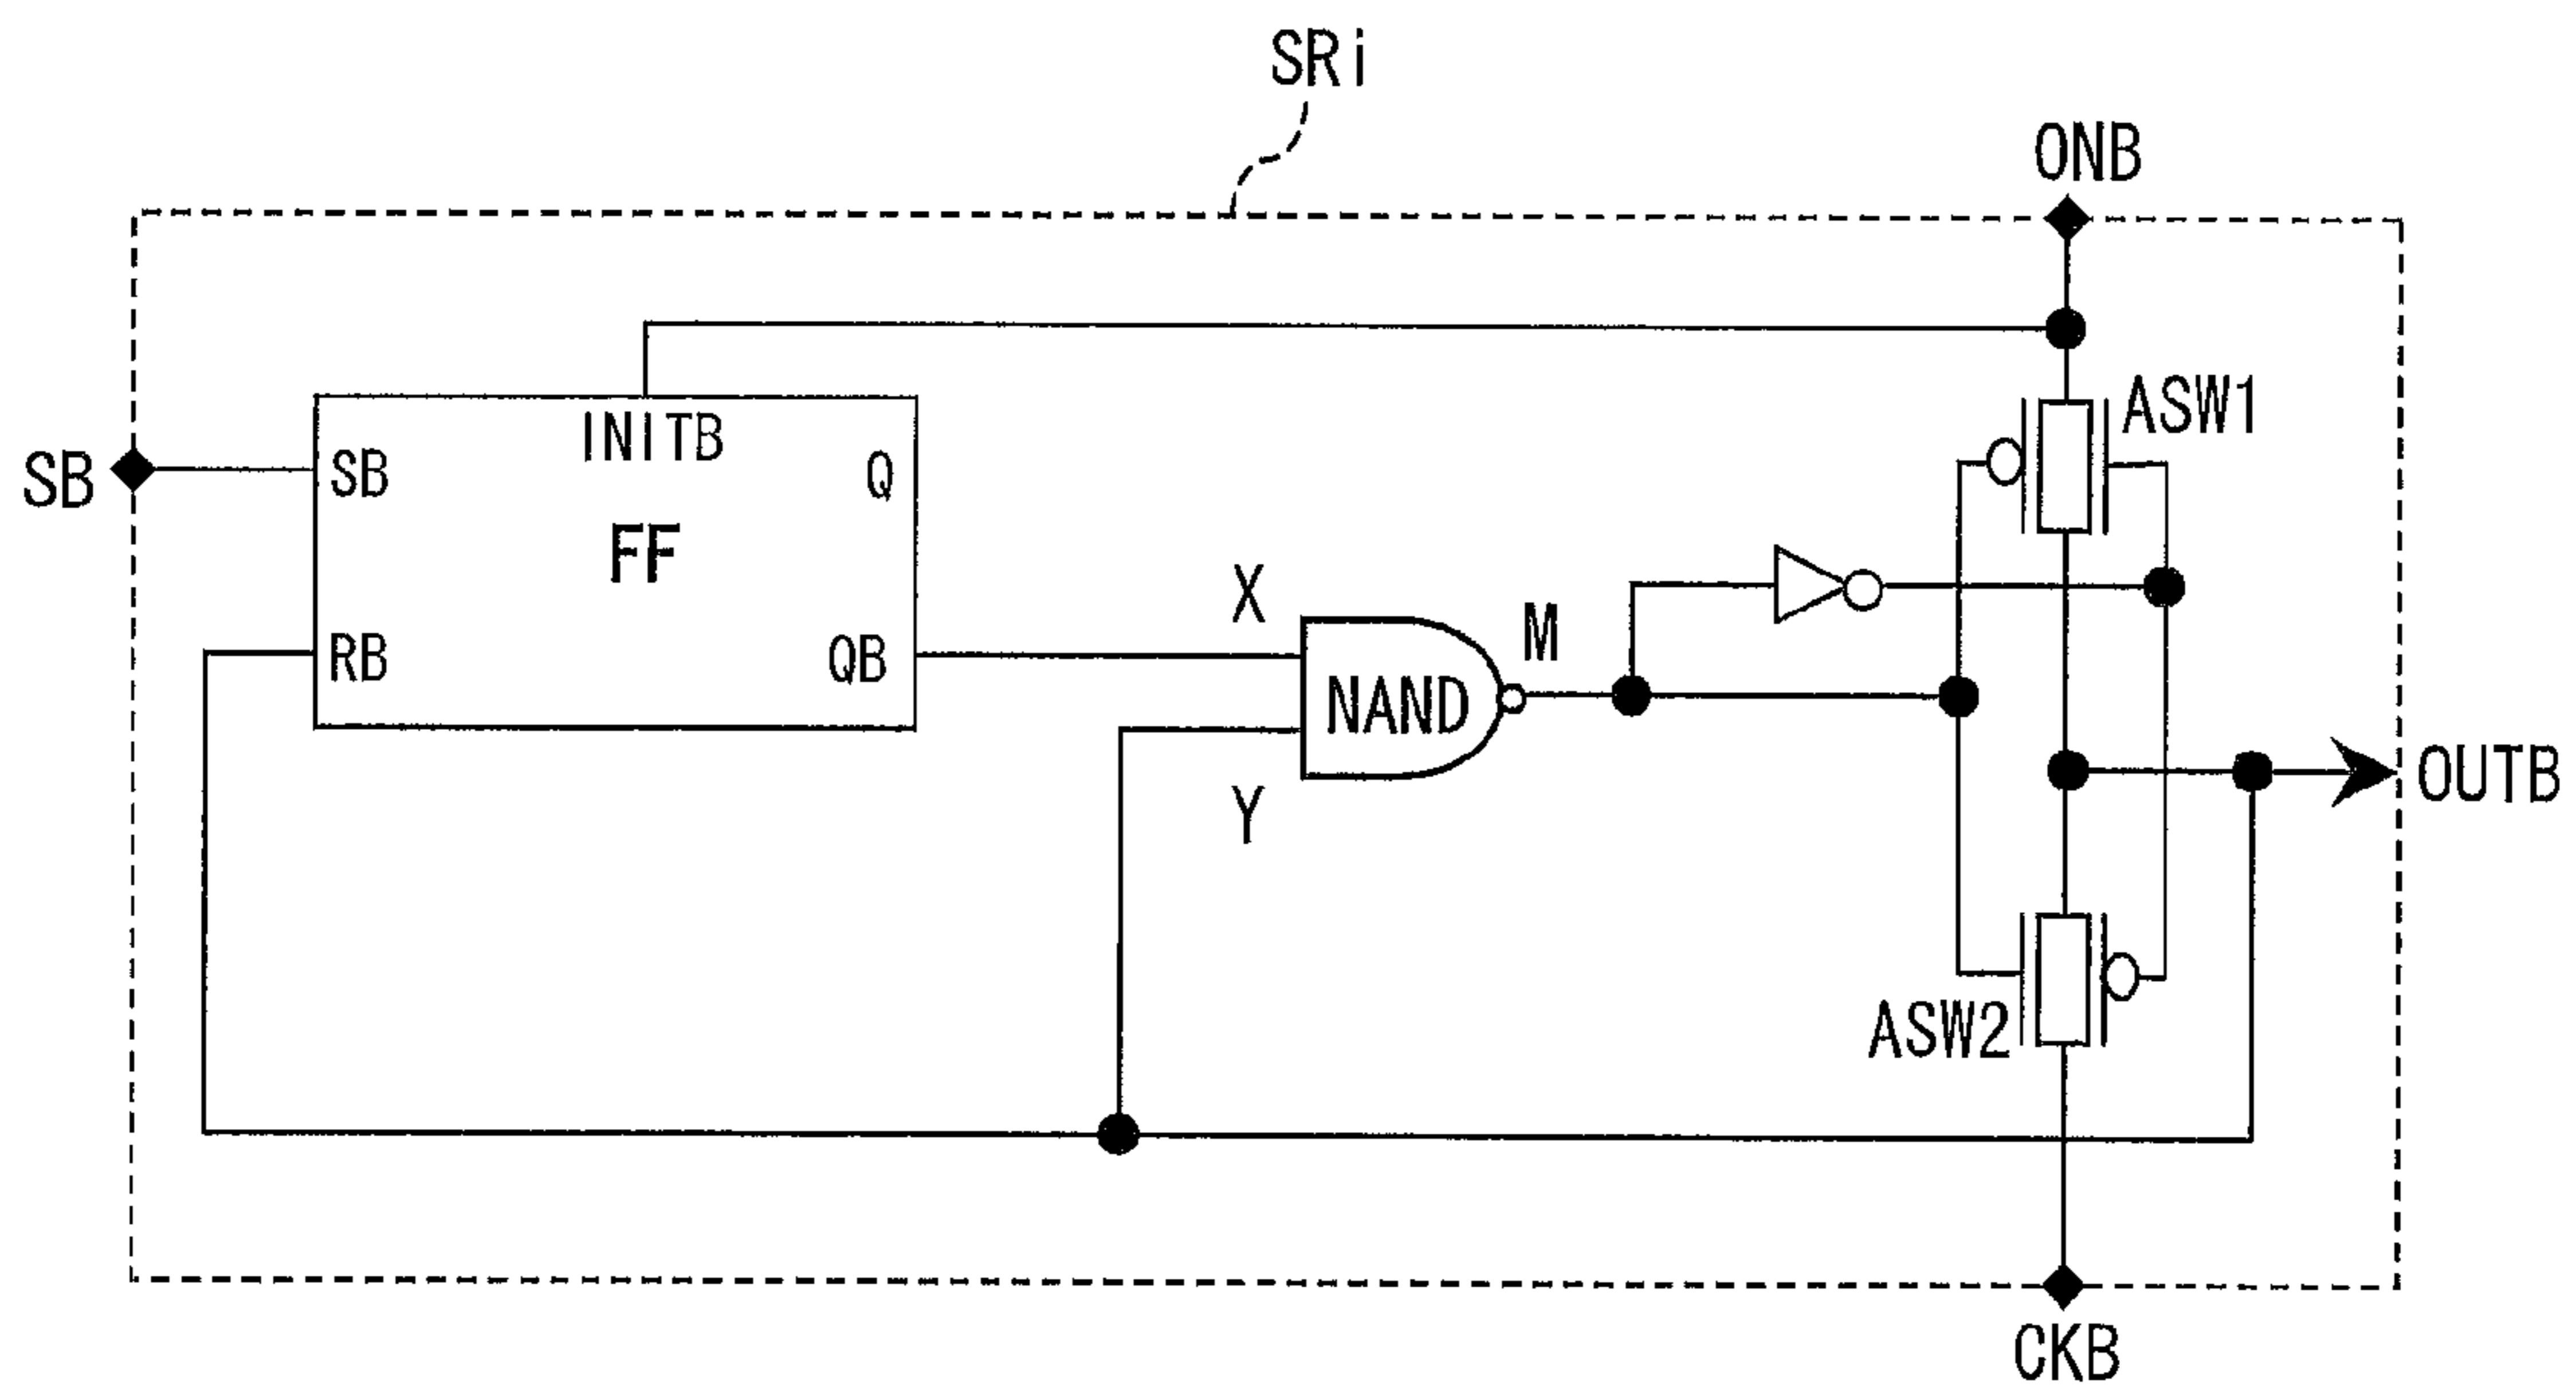 SRi
ONB
INITB
ASW1
SB
SB
Q
FF
X
M
RB
QB
NAND
Y
OUTB
ASW2
CKB